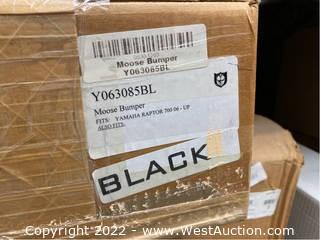 Moose Bumper
Y063085BL
Y063085BL
Moose Bumper
FITS: YAMAHA RAPTOR 700 06 - UP
ALSO FITS:
BLACK
Copyright 2022 - www.WestAuction.com